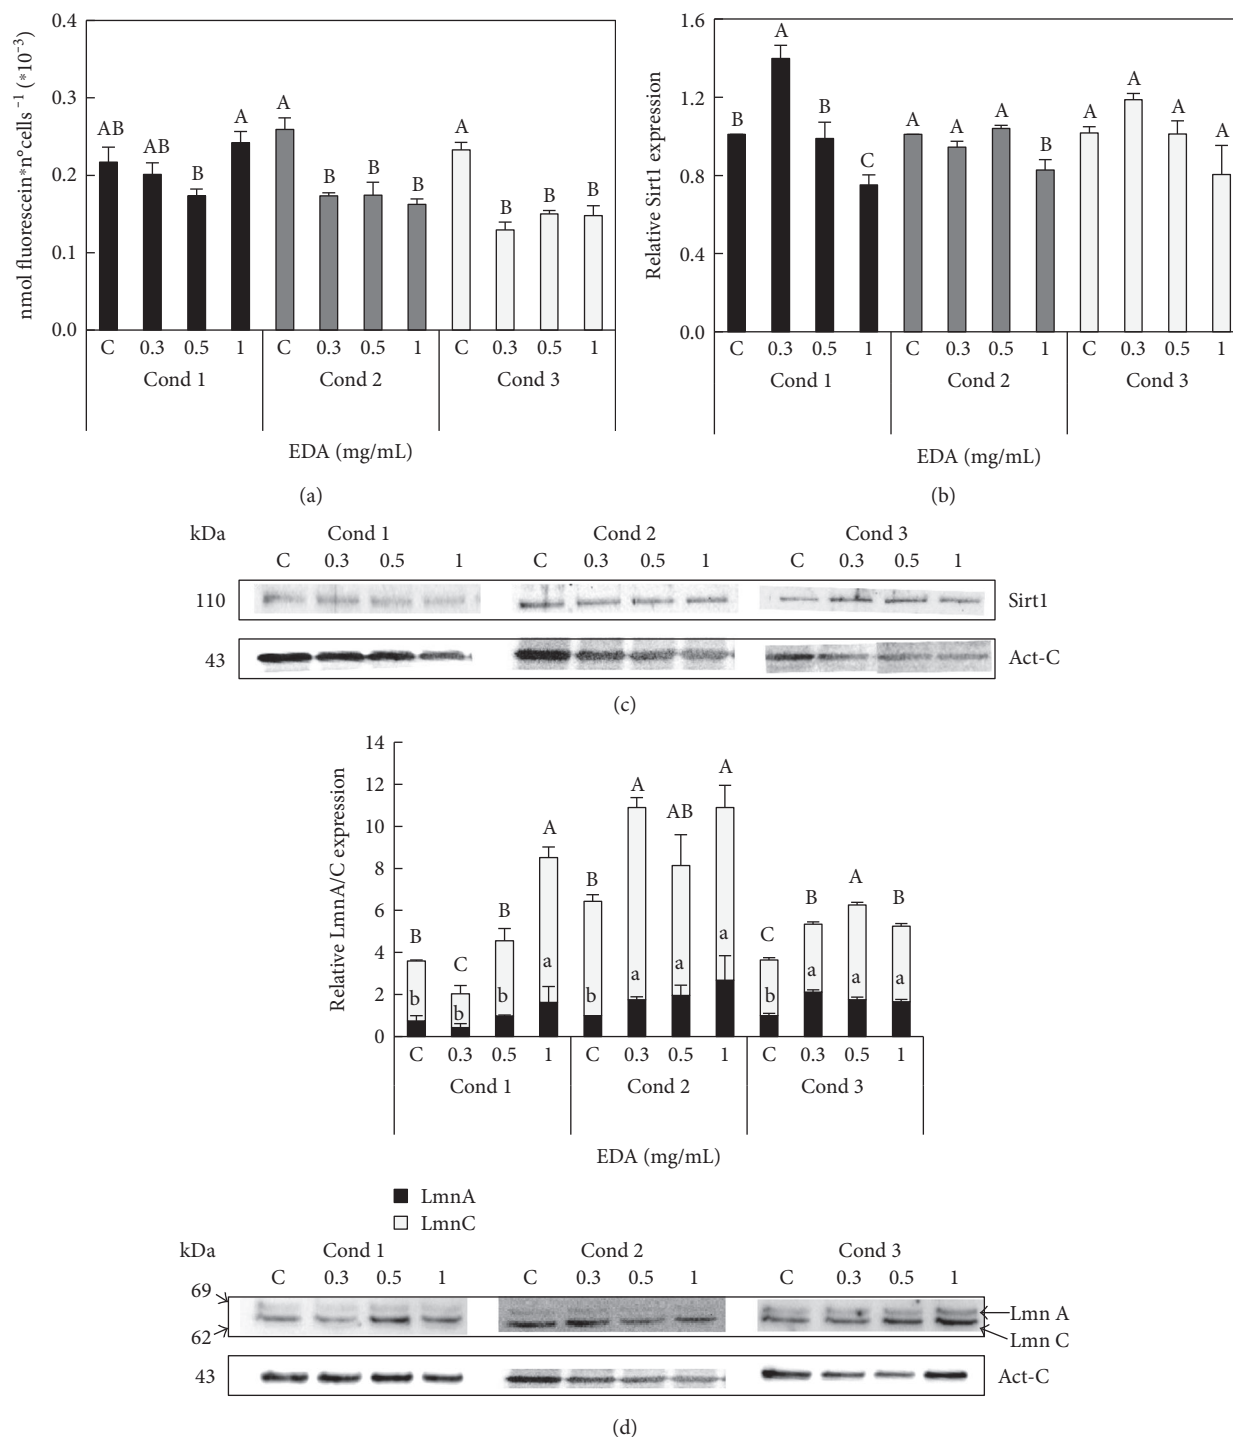 0.4
0.3
0.2
0.1
0.0
nmol fluorescein*n°cells⁻¹ (*10⁻³)
AB AB B A A B B B A B B B
C 0.3 0.5 1 C 0.3 0.5 1 C 0.3 0.5 1
Cond 1 Cond 2 Cond 3
EDA (mg/mL)
(a)
1.6
1.2
0.8
0.4
0.0
Relative Sirt1 expression
B A B C A A A B A A A A
C 0.3 0.5 1 C 0.3 0.5 1 C 0.3 0.5 1
Cond 1 Cond 2 Cond 3
EDA (mg/mL)
(b)
kDa Cond 1 Cond 2 Cond 3
C 0.3 0.5 1 C 0.3 0.5 1 C 0.3 0.5 1
110 Sirt1
43 Act-C
(c)
14
12
10
8
6
4
2
0
Relative LmnA/C expression
B C B A B A AB A C B A B
b b b a b a a a b a a a
C 0.3 0.5 1 C 0.3 0.5 1 C 0.3 0.5 1
Cond 1 Cond 2 Cond 3
EDA (mg/mL)
LmnA
LmnC
kDa Cond 1 Cond 2 Cond 3
C 0.3 0.5 1 C 0.3 0.5 1 C 0.3 0.5 1
69
Lmn A
62
Lmn C
43 Act-C
(d)